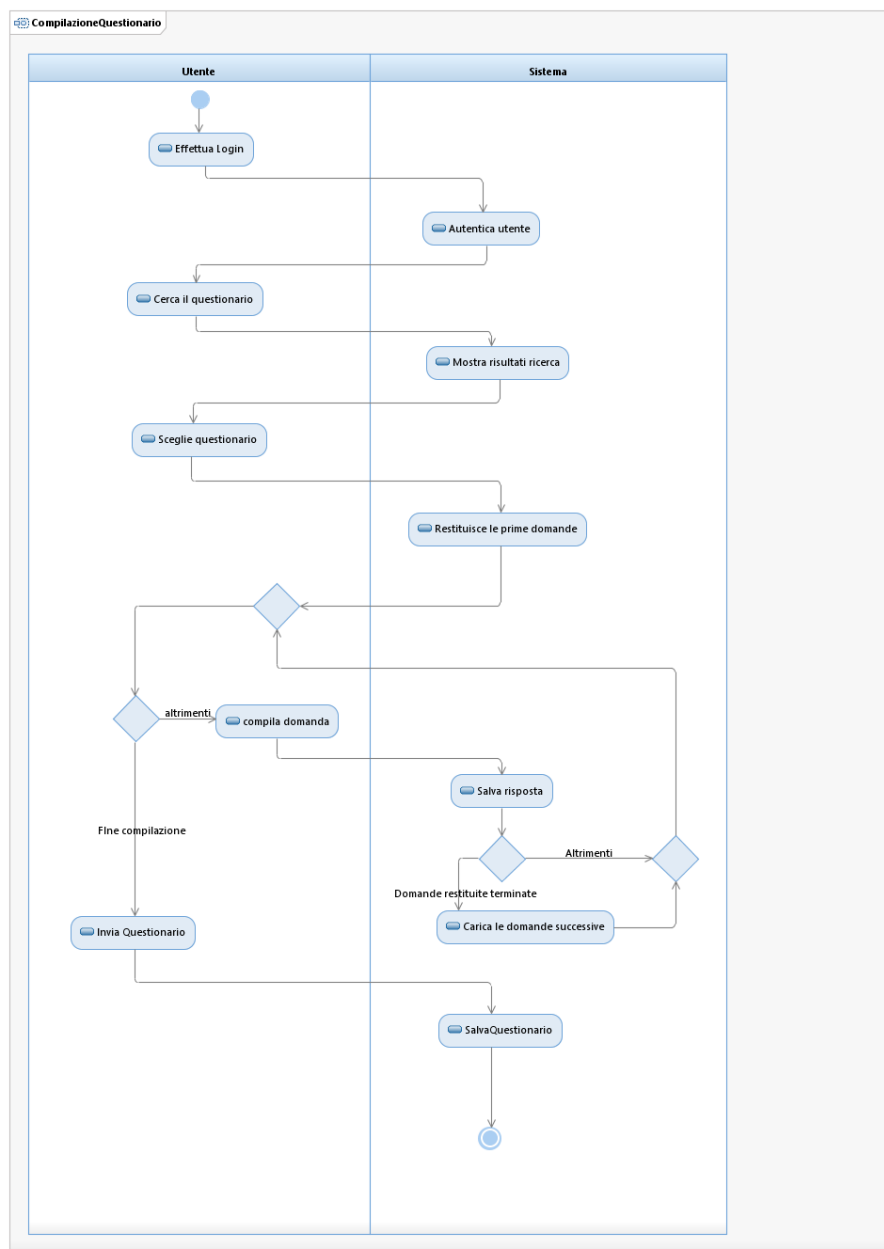 CompilazioneQuestionario
Utente
Sistema
Effettua Login
Autentica utente
Cerca il questionario
Mostra risultati ricerca
Sceglie questionario
Restituisce le prime domande
altrimenti
compila domanda
Salva risposta
FIne compilazione
Altrimenti
Domande restituite terminate
Carica le domande successive
Invia Questionario
SalvaQuestionario